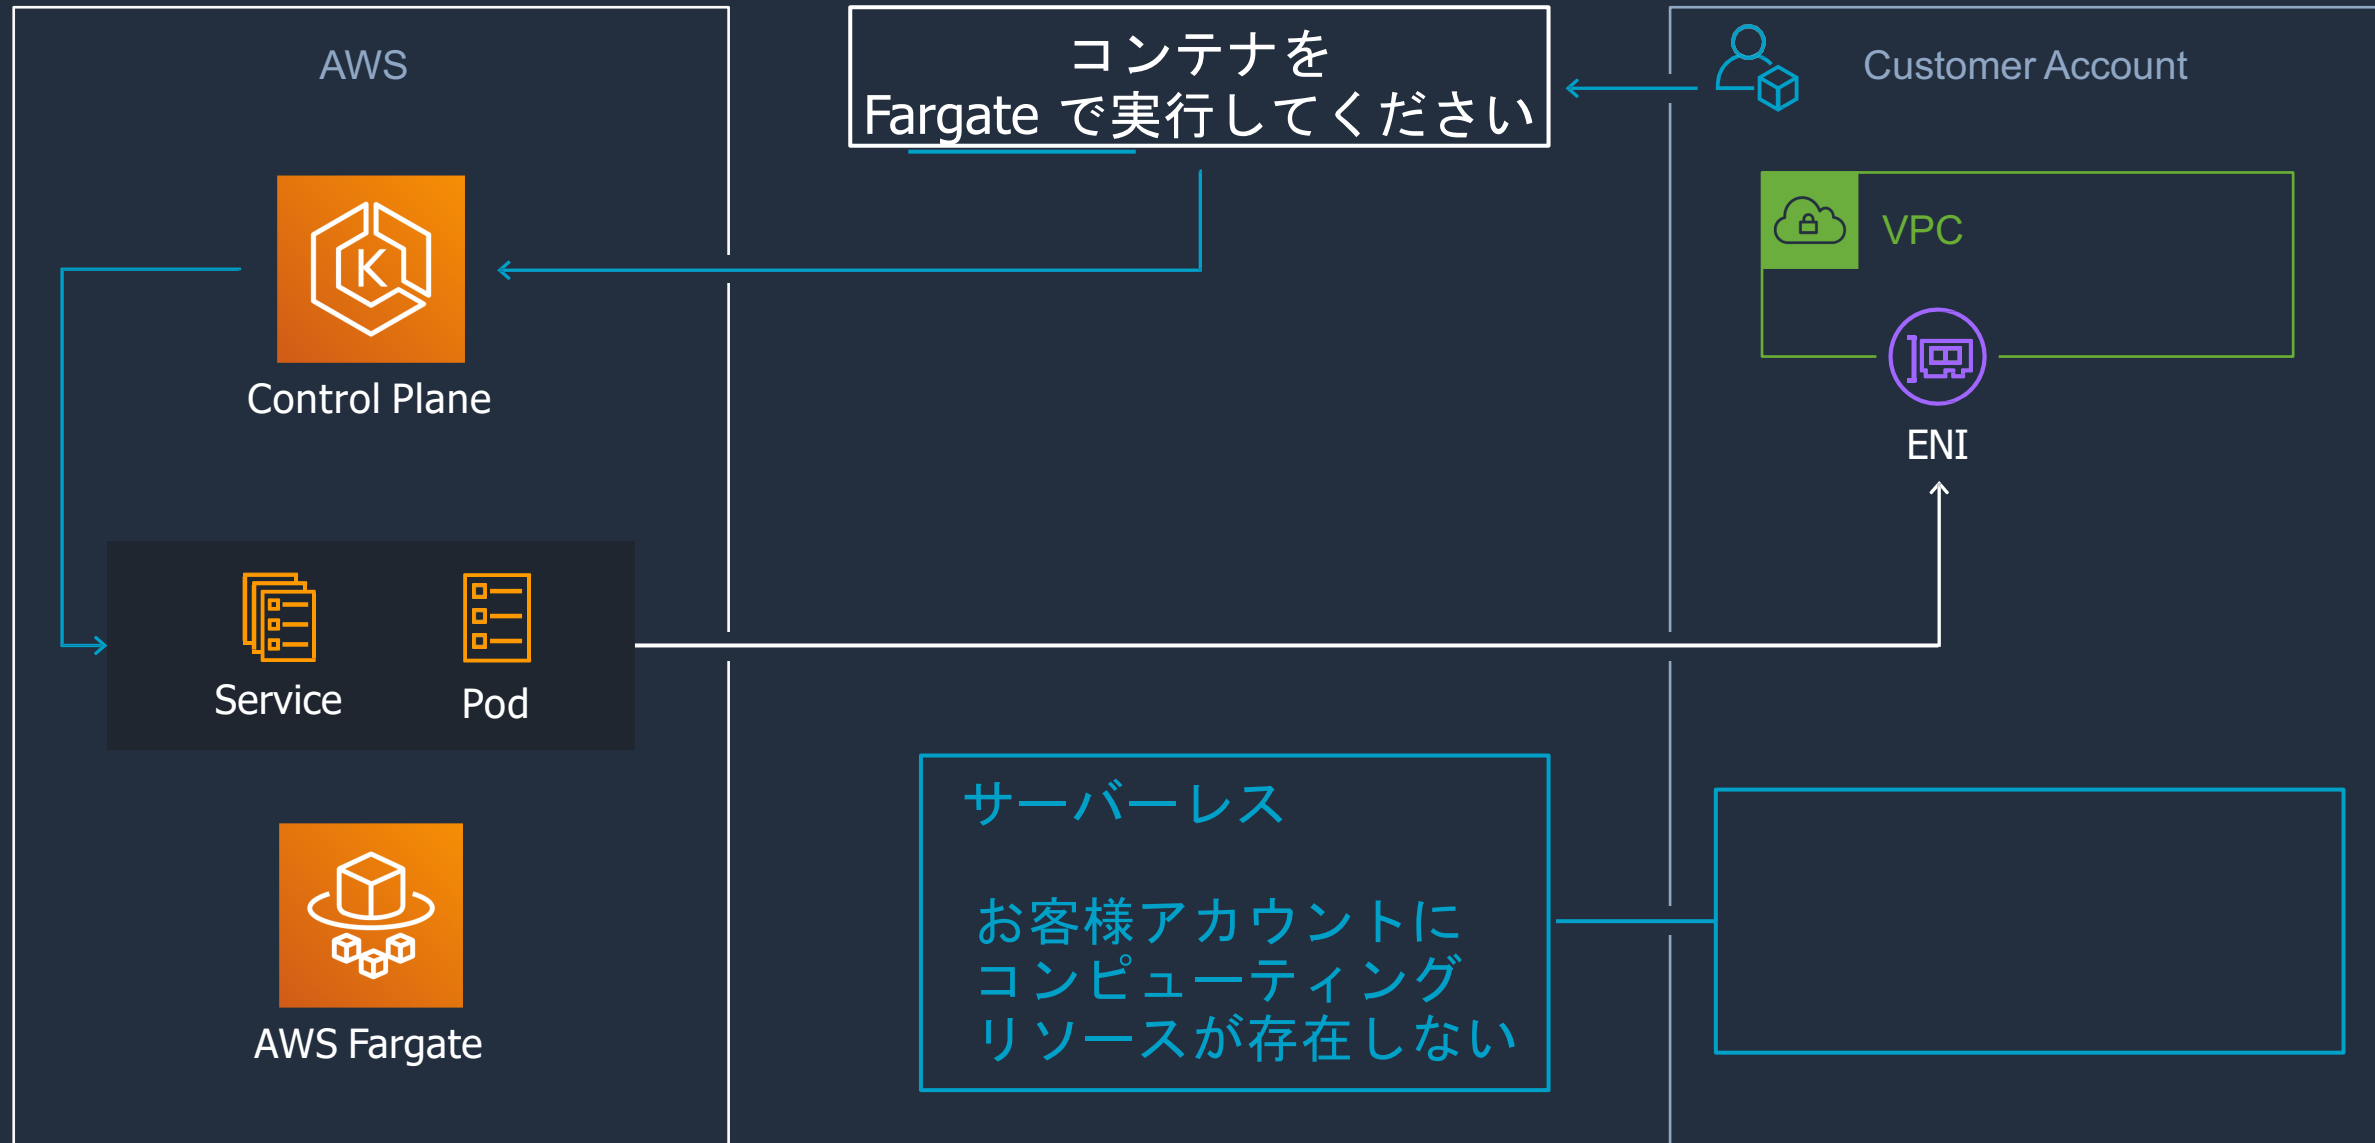 AWS
コンテナを
Fargate で実行してください
Customer Account
VPC
ENI
K
Control Plane
Service
Pod
AWS Fargate
サーバーレス
お客様アカウントに
コンピューティング
リソースが存在しない